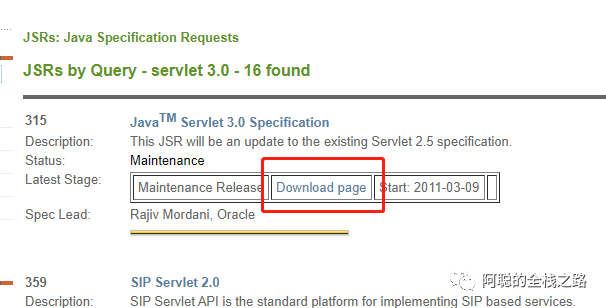 JSRs: Java Specification Requests
JSRs by Query - servlet 3.0 - 16 found
315 Java™ Servlet 3.0 Specification
Description: This JSR will be an update to the existing Servlet 2.5 specification.
Status: Maintenance
Latest Stage: Maintenance Release Download page Start: 2011-03-09
Spec Lead: Rajiv Mordani, Oracle
359 SIP Servlet 2.0
Description: SIP Servlet API is the standard platform for implementing SIP based services.
阿聪的全栈之路